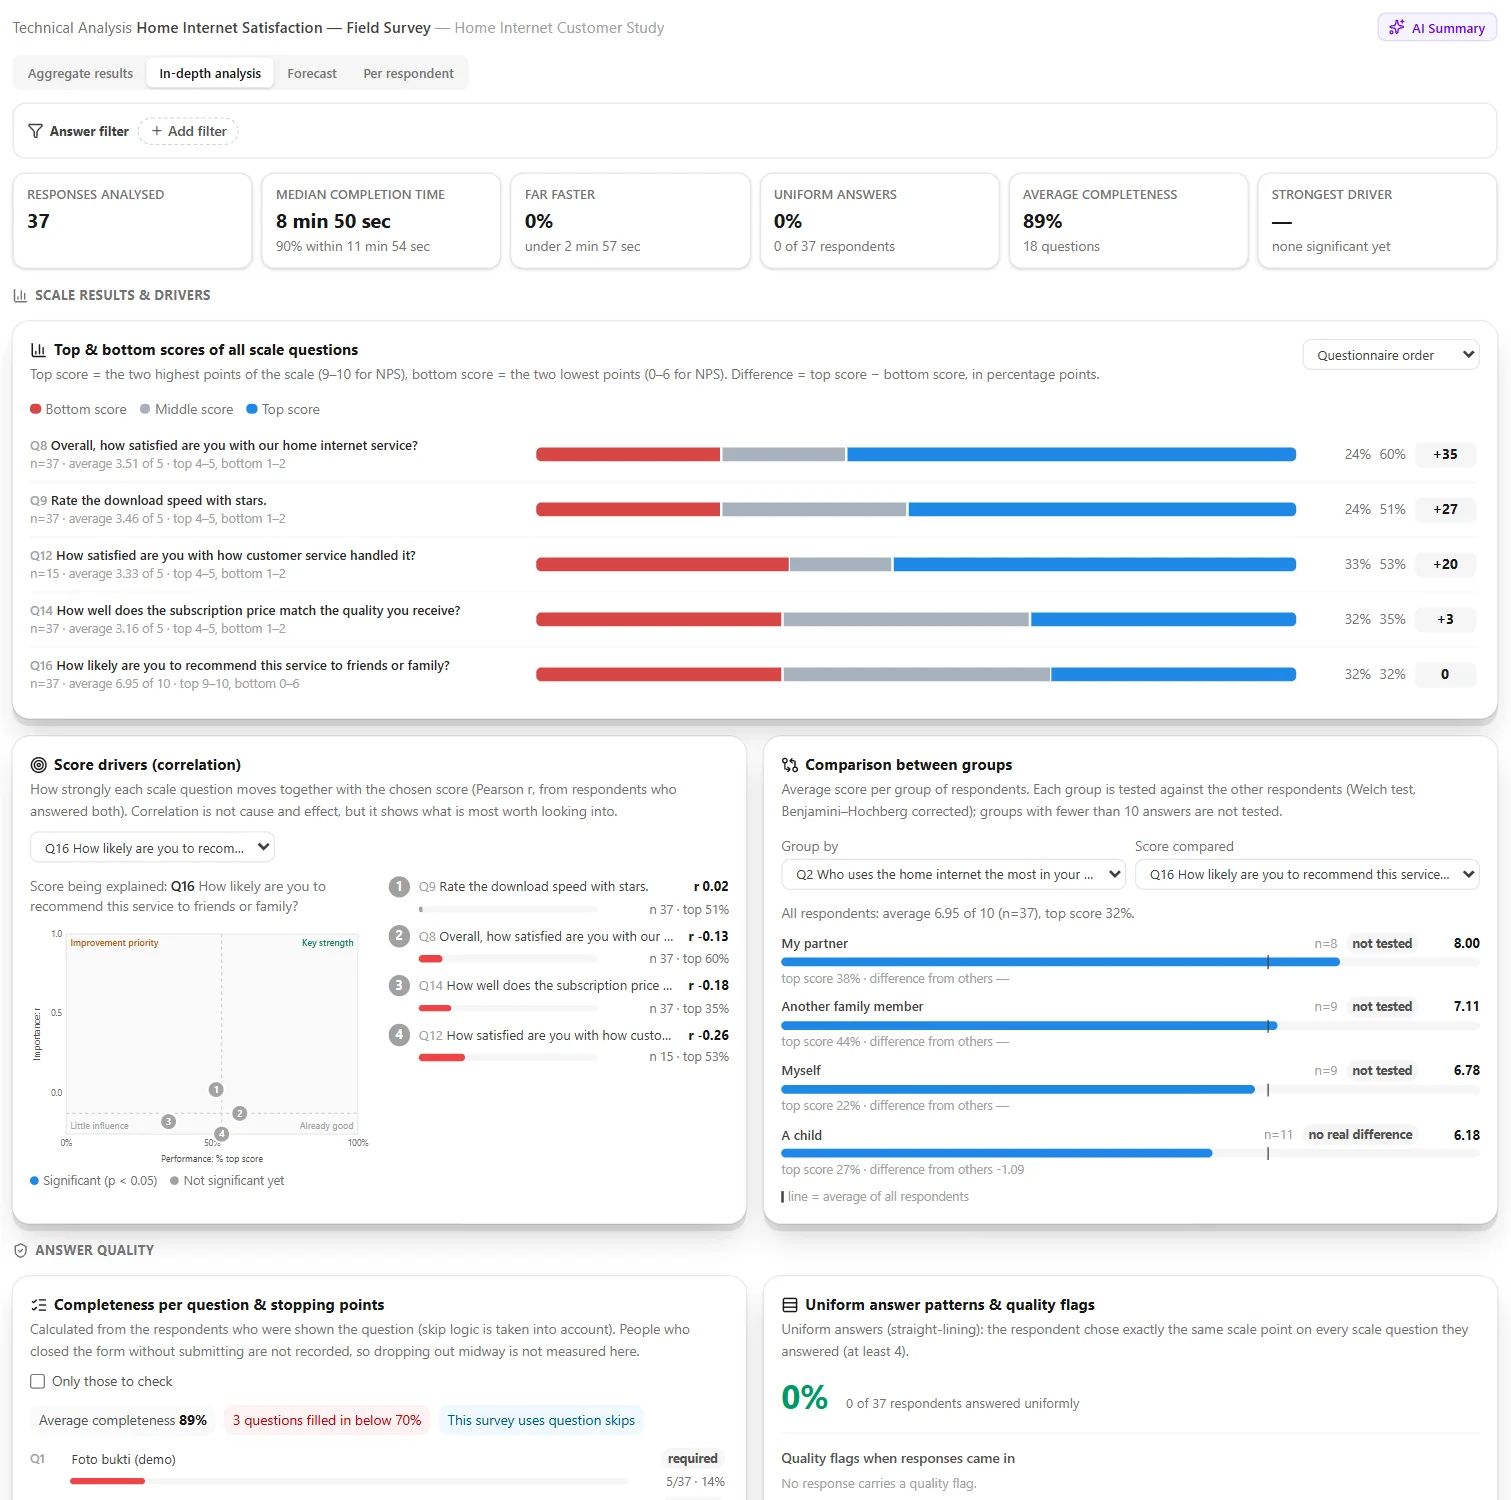 Technical Analysis Home Internet Satisfaction — Field Survey — Home Internet Customer Study
AI Summary
Aggregate results
In-depth analysis
Forecast
Per respondent
Answer filter
+ Add filter
RESPONSES ANALYSED
37
MEDIAN COMPLETION TIME
8 min 50 sec
90% within 11 min 54 sec
FAR FASTER
0%
under 2 min 57 sec
UNIFORM ANSWERS
0%
0 of 37 respondents
AVERAGE COMPLETENESS
89%
18 questions
STRONGEST DRIVER
—
none significant yet
SCALE RESULTS & DRIVERS
Top & bottom scores of all scale questions
Questionnaire order
Top score = the two highest points of the scale (9–10 for NPS), bottom score = the two lowest points (0–6 for NPS). Difference = top score − bottom score, in percentage points.
Bottom score
Middle score
Top score
Q8 Overall, how satisfied are you with our home internet service?
n=37 · average 3.51 of 5 · top 4–5, bottom 1–2
24% 60% +35
Q9 Rate the download speed with stars.
n=37 · average 3.46 of 5 · top 4–5, bottom 1–2
24% 51% +27
Q12 How satisfied are you with how customer service handled it?
n=15 · average 3.33 of 5 · top 4–5, bottom 1–2
33% 53% +20
Q14 How well does the subscription price match the quality you receive?
n=37 · average 3.16 of 5 · top 4–5, bottom 1–2
32% 35% +3
Q16 How likely are you to recommend this service to friends or family?
n=37 · average 6.95 of 10 · top 9–10, bottom 0–6
32% 32% 0
Score drivers (correlation)
How strongly each scale question moves together with the chosen score (Pearson r, from respondents who
answered both). Correlation is not cause and effect, but it shows what is most worth looking into.
Q16 How likely are you to recom...
Score being explained: Q16 How likely are you to
recommend this service to friends or family?
1.0
Improvement priority
Key strength
0.5
Importance: r
0.0
1
2
3
4
Little influence
Already good
0%
50%
100%
Performance: % top score
Significant (p < 0.05)
Not significant yet
1 Q9 Rate the download speed with stars. r 0.02
n 37 · top 51%
2 Q8 Overall, how satisfied are you with our ... r -0.13
n 37 · top 60%
3 Q14 How well does the subscription price ... r -0.18
n 37 · top 35%
4 Q12 How satisfied are you with how custo... r -0.26
n 15 · top 53%
Comparison between groups
Average score per group of respondents. Each group is tested against the other respondents (Welch test,
Benjamini–Hochberg corrected); groups with fewer than 10 answers are not tested.
Group by
Q2 Who uses the home internet the most in your ...
Score compared
Q16 How likely are you to recommend this service...
All respondents: average 6.95 of 10 (n=37), top score 32%.
My partner n=8 not tested 8.00
top score 38% · difference from others —
Another family member n=9 not tested 7.11
top score 44% · difference from others —
Myself n=9 not tested 6.78
top score 22% · difference from others —
A child n=11 no real difference 6.18
top score 27% · difference from others -1.09
line = average of all respondents
ANSWER QUALITY
Completeness per question & stopping points
Calculated from the respondents who were shown the question (skip logic is taken into account). People who
closed the form without submitting are not recorded, so dropping out midway is not measured here.
Only those to check
Average completeness 89%
3 questions filled in below 70%
This survey uses question skips
Q1 Foto bukti (demo) required
5/37 · 14%
Uniform answer patterns & quality flags
Uniform answers (straight-lining): the respondent chose exactly the same scale point on every scale question they
answered (at least 4).
0% 0 of 37 respondents answered uniformly
Quality flags when responses came in
No response carries a quality flag.